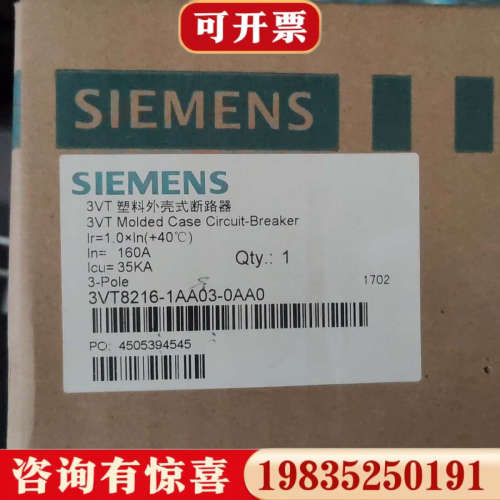 可开票
SIEMENS
SIEMENS
3VT 塑料外壳式断路器
3VT Molded Case Circuit-Breaker
Ir=1.0×In(+40℃)
In= 160A
Icu= 35KA
Qty.: 1
3-Pole
1702
3VT8216-1AA03-0AA0
PO: 4505394545
咨询有惊喜
19835250191